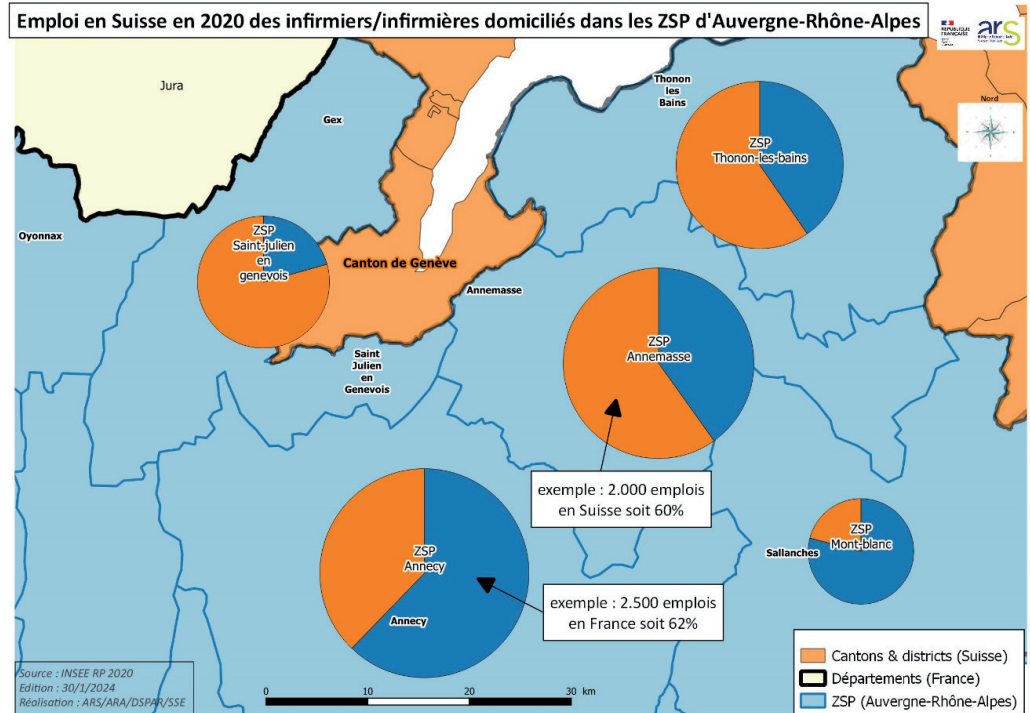 Emploi en Suisse en 2020 des infirmiers/infirmières domiciliés dans les ZSP d'Auvergne-Rhône-Alpes
RÉPUBLIQUE
FRANÇAISE
ars
Nord
Jura
Thonon
les
Bains
Gex
ZSP
Thonon-les-bains
Oyonnax
ZSP
Saint-julien
en
genevois
Canton de Genève
Annemasse
ZSP
Annemasse
Saint
Julien
en
Genevois
exemple : 2.000 emplois
en Suisse soit 60%
ZSP
Annecy
Annecy
exemple : 2.500 emplois
en France soit 62%
ZSP
Mont-blanc
Sallanches
Source : INSEE RP 2020
Edition : 30/1/2024
Réalisation : ARS/ARA/DSPAR/SSE
0 10 20 30 km
Cantons & districts (Suisse)
Départements (France)
ZSP (Auvergne-Rhône-Alpes)